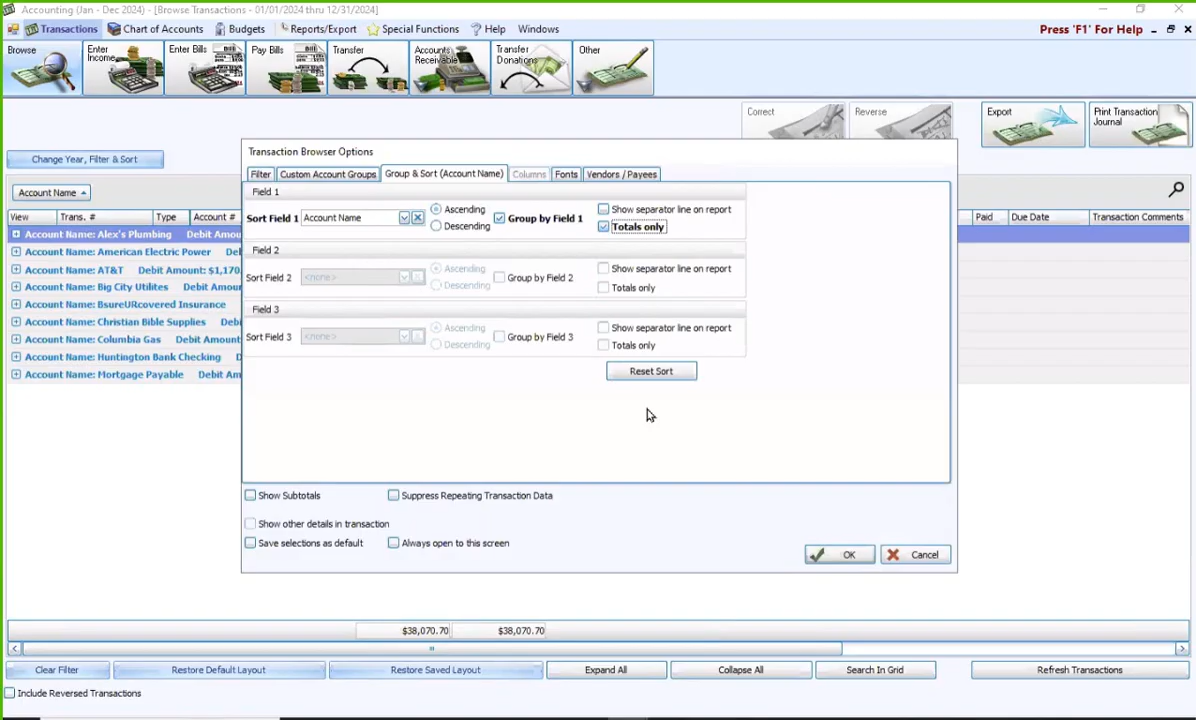 Accounting (Jan - Dec 2024) - [Browse Transactions - 01/01/2024 thru 12/31/2024]
Transactions Chart of Accounts Budgets Reports/Export Special Functions Help Windows Press 'F1' For Help
Browse Enter Income Enter Bills Pay Bills Transfer Accounts Receivable Transfer Donations Other
Correct Reverse Export Print Transaction Journal
Change Year, Filter & Sort
Account Name
View Trans. # Type Account # Paid Due Date Transaction Comments
Account Name: Alex's Plumbing Debit Amou
Account Name: American Electric Power Del
Account Name: AT&T Debit Amount: $1,170.
Account Name: Big City Utilites Debit Amoun
Account Name: BsureURcovered Insurance
Account Name: Christian Bible Supplies Debi
Account Name: Columbia Gas Debit Amount
Account Name: Huntington Bank Checking D
Account Name: Mortgage Payable Debit Am
Transaction Browser Options
Filter Custom Account Groups Group & Sort (Account Name) Columns Fonts Vendors / Payees
Field 1
Sort Field 1 Account Name Ascending Descending Group by Field 1 Show separator line on report Totals only
Field 2
Sort Field 2 <none> Ascending Descending Group by Field 2 Show separator line on report Totals only
Field 3
Sort Field 3 <none> Ascending Descending Group by Field 3 Show separator line on report Totals only
Reset Sort
Show Subtotals Suppress Repeating Transaction Data
Show other details in transaction
Save selections as default Always open to this screen
OK Cancel
$38,070.70 $38,070.70
Clear Filter Restore Default Layout Restore Saved Layout Expand All Collapse All Search In Grid Refresh Transactions
Include Reversed Transactions